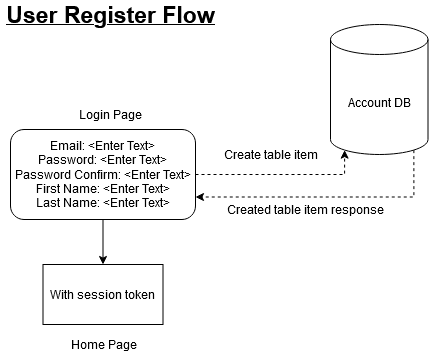 User Register Flow
Login Page
Email: <Enter Text>
Password: <Enter Text>
Password Confirm: <Enter Text>
First Name: <Enter Text>
Last Name: <Enter Text>
Account DB
Create table item
Created table item response
With session token
Home Page